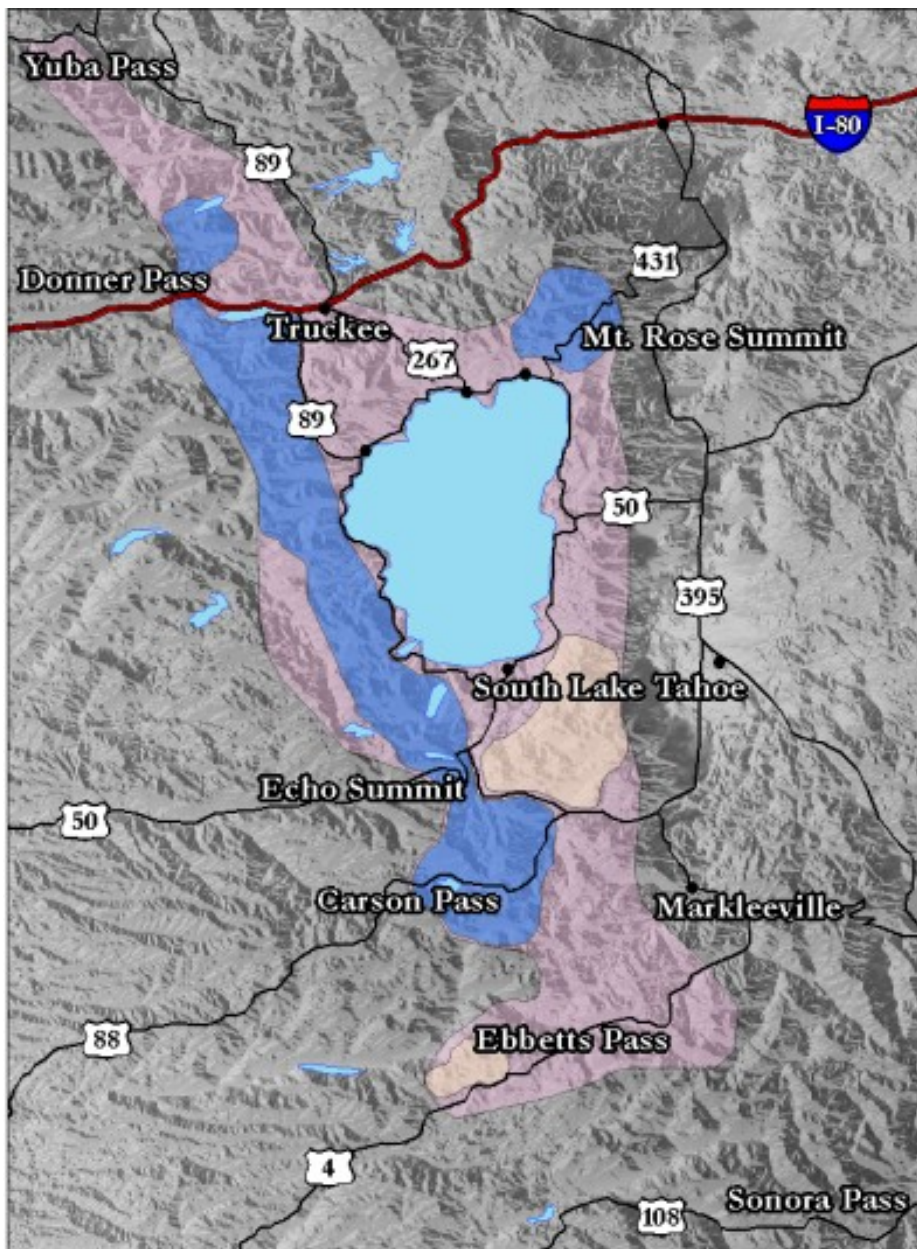 Yuba Pass
I-80
89
Donner Pass
431
Truckee
Mt. Rose Summit
267
89
50
395
South Lake Tahoe
Echo Summit
50
Carson Pass
Markleeville
88
Ebbetts Pass
4
Sonora Pass
108